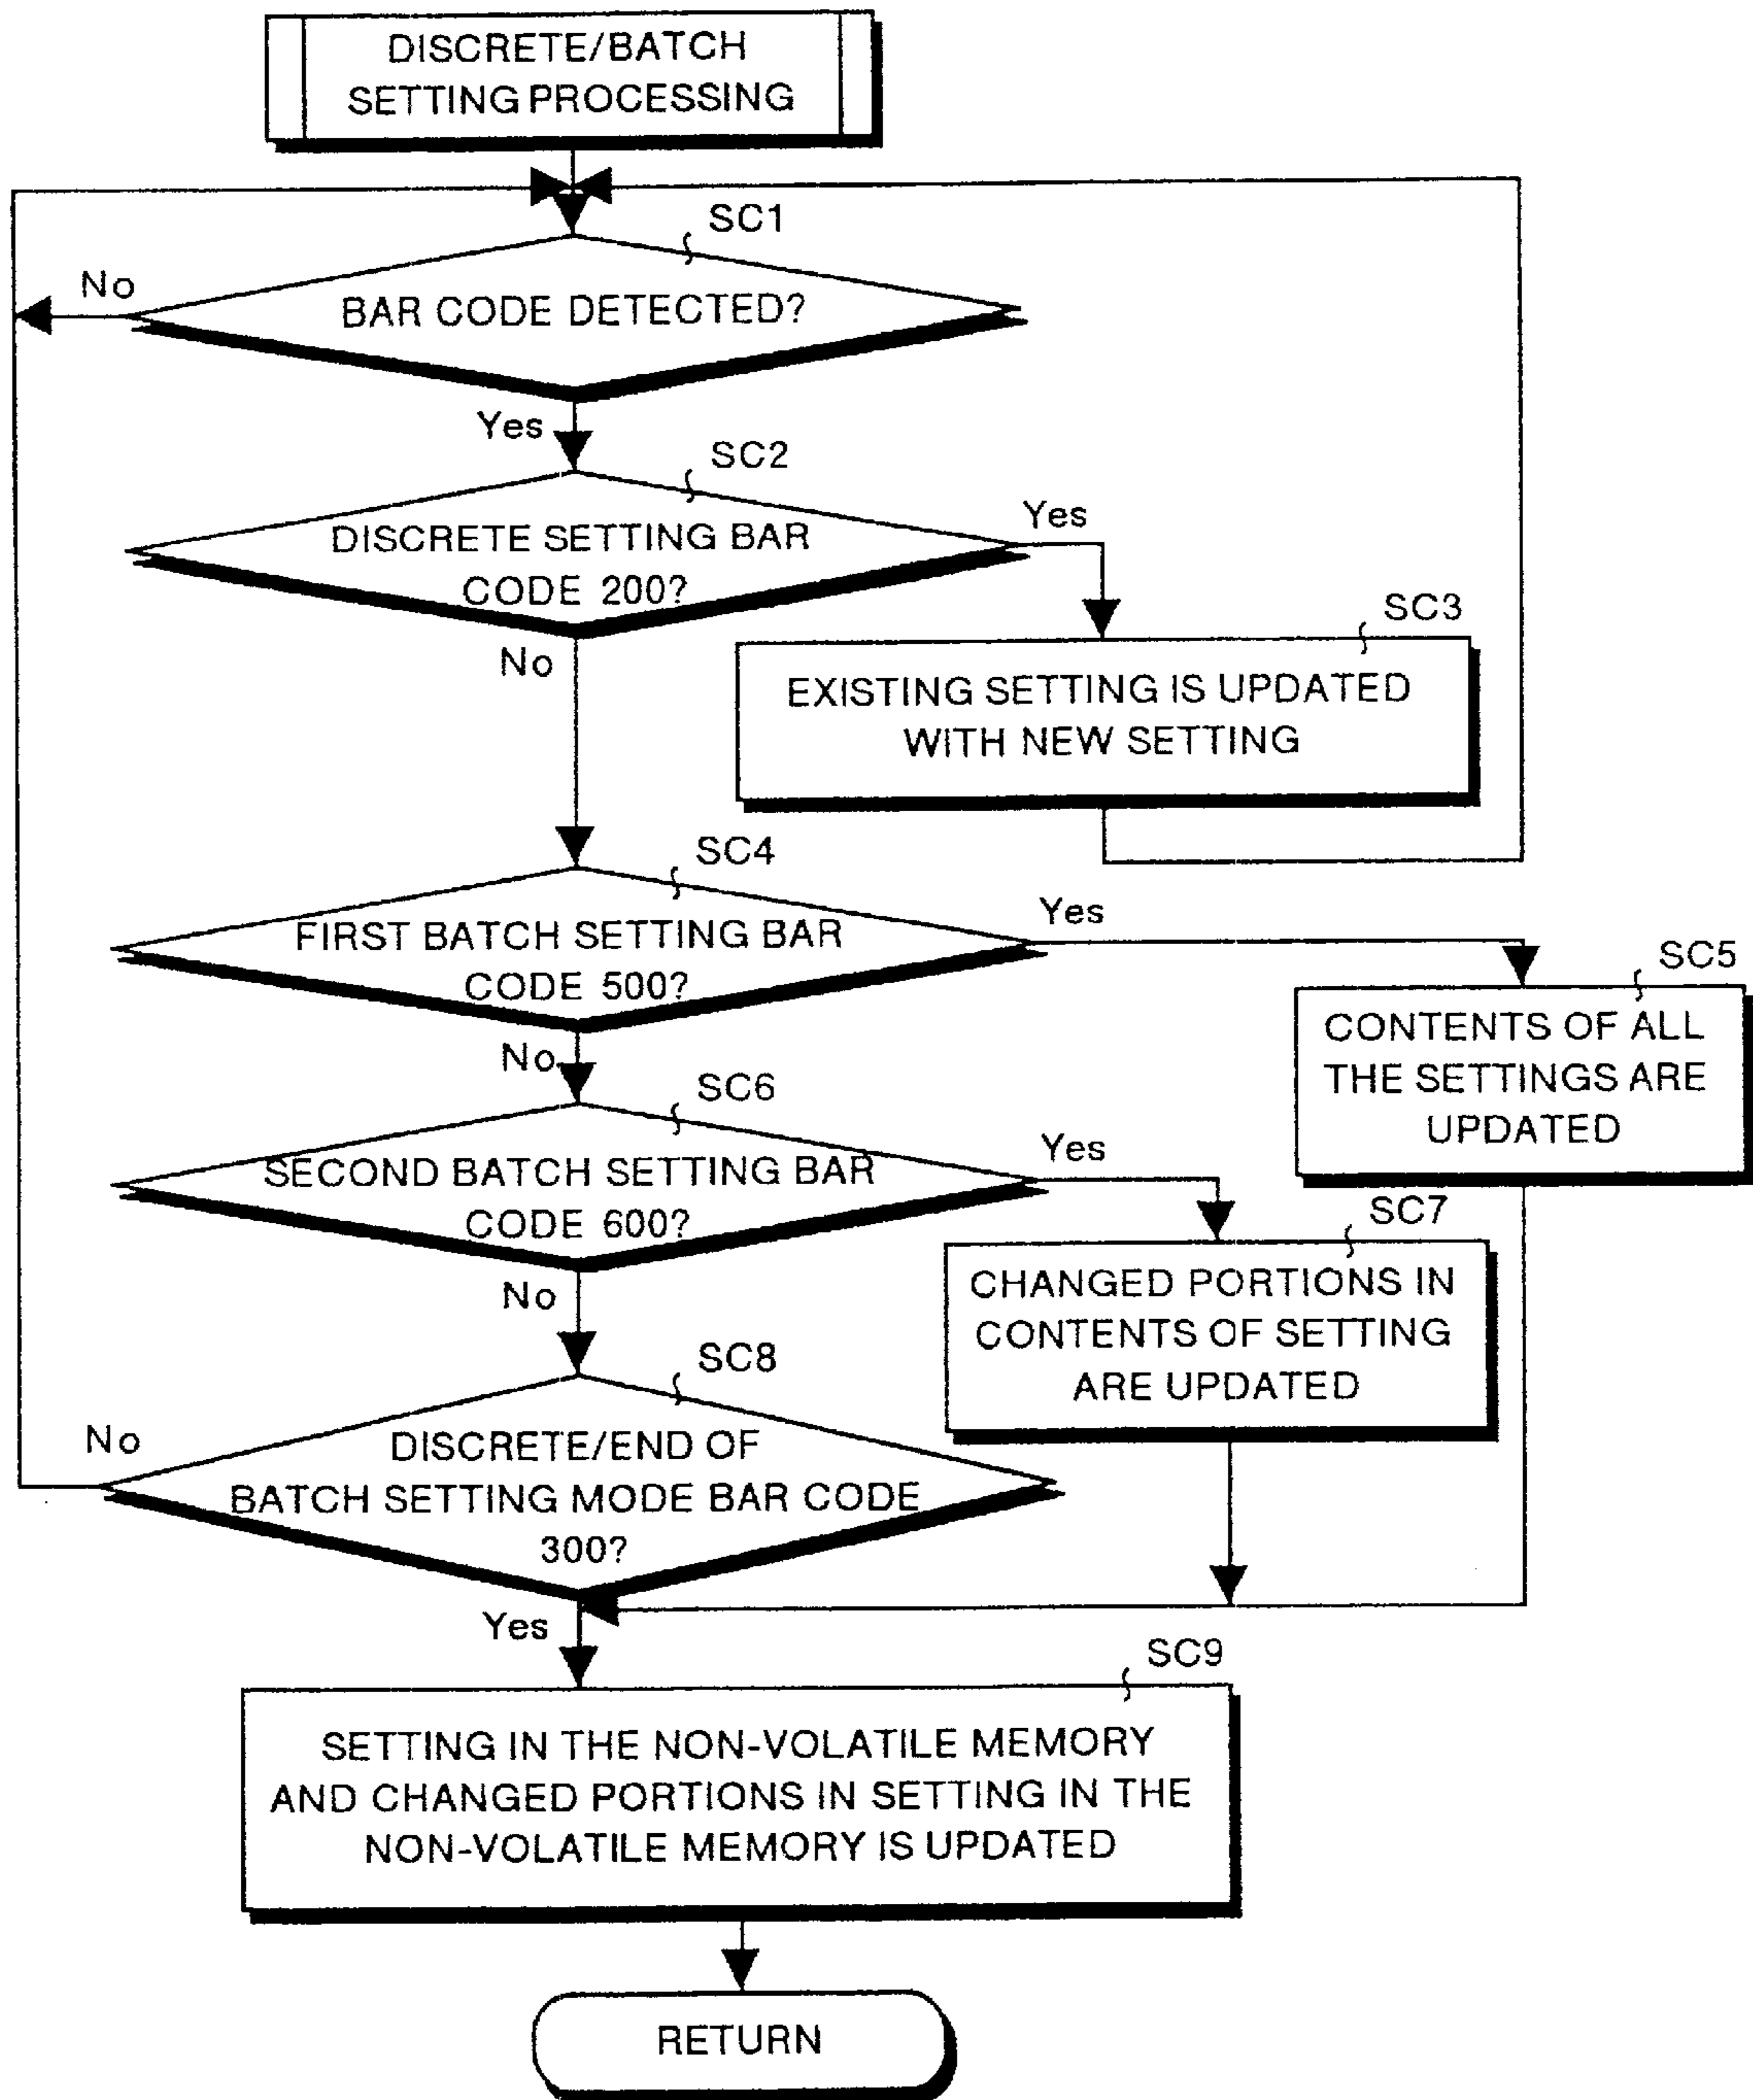 DISCRETE/BATCH
SETTING PROCESSING
SC1
No
BAR CODE DETECTED?
Yes
SC2
Yes
DISCRETE SETTING BAR
CODE 200?
No
SC3
EXISTING SETTING IS UPDATED
WITH NEW SETTING
SC4
Yes
FIRST BATCH SETTING BAR
CODE 500?
No
SC5
CONTENTS OF ALL
THE SETTINGS ARE
UPDATED
SC6
Yes
SECOND BATCH SETTING BAR
CODE 600?
No
SC7
CHANGED PORTIONS IN
CONTENTS OF SETTING
ARE UPDATED
SC8
No
DISCRETE/END OF
BATCH SETTING MODE BAR CODE
300?
Yes
SC9
SETTING IN THE NON-VOLATILE MEMORY
AND CHANGED PORTIONS IN SETTING IN THE
NON-VOLATILE MEMORY IS UPDATED
RETURN